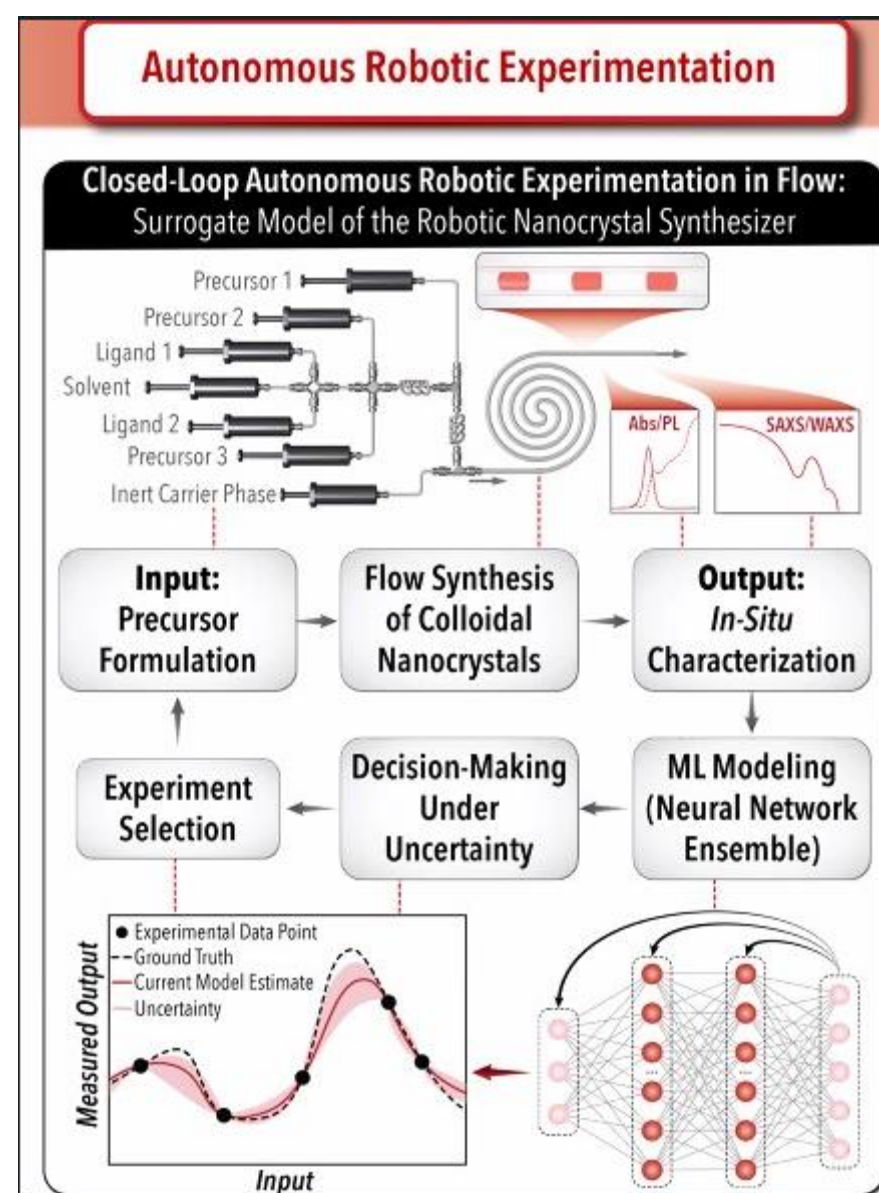 Autonomous Robotic Experimentation
Closed-Loop Autonomous Robotic Experimentation in Flow:
Surrogate Model of the Robotic Nanocrystal Synthesizer
Precursor 1
Precursor 2
Ligand 1
Solvent
Ligand 2
Precursor 3
Inert Carrier Phase
Abs/PL
SAXS/WAXS
Input:
Precursor
Formulation
Flow Synthesis
of Colloidal
Nanocrystals
Output:
In-Situ
Characterization
Experiment
Selection
Decision-Making
Under
Uncertainty
ML Modeling
(Neural Network
Ensemble)
Measured Output
Experimental Data Point
Ground Truth
Current Model Estimate
Uncertainty
Input